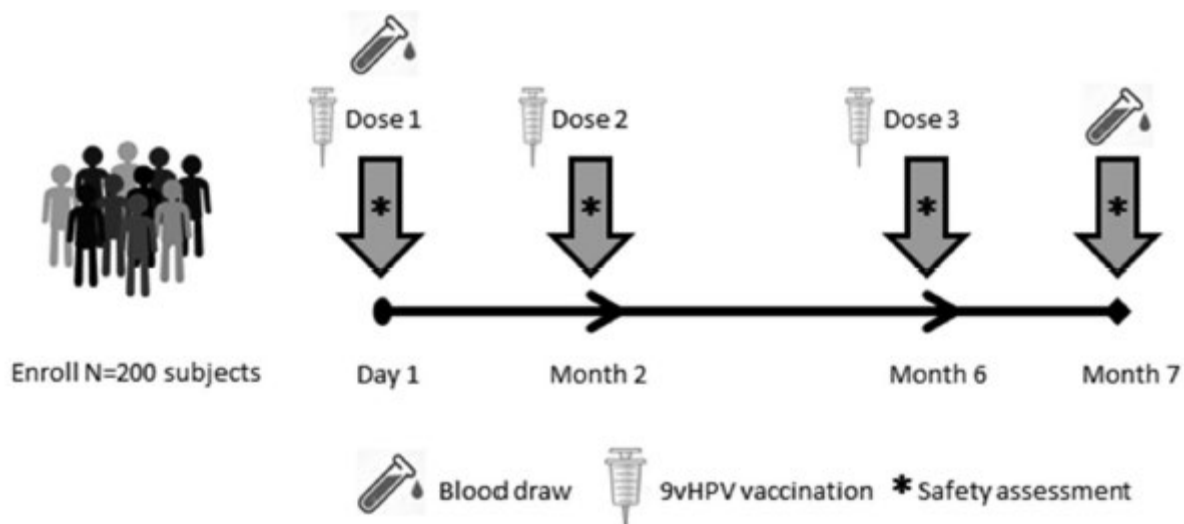 Dose 1
Dose 2
Dose 3
*
*
*
*
Enroll N=200 subjects
Day 1
Month 2
Month 6
Month 7
Blood draw
9vHPV vaccination
* Safety assessment